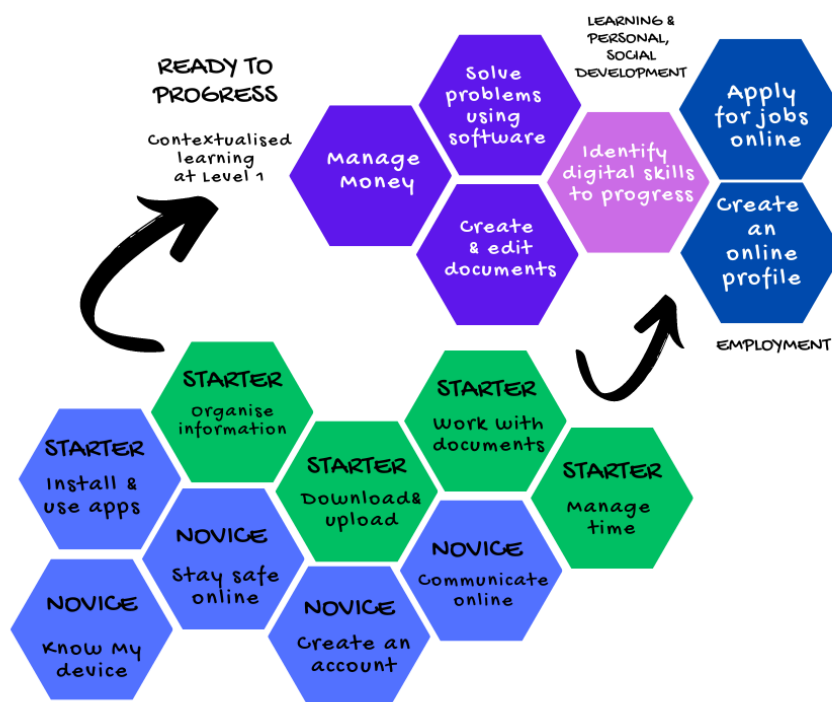 LEARNING &
PERSONAL,
SOCIAL
DEVELOPMENT
READY TO
PROGRESS
Contextualised
learning
at Level 1
Solve
problems
using
software
Apply
for jobs
online
Manage
Money
Identify
digital skills
to progress
Create
& edit
documents
Create
an
online
profile
EMPLOYMENT
STARTER
Organise
information
STARTER
Work with
documents
STARTER
Install &
use apps
STARTER
Download&
upload
STARTER
Manage
time
NOVICE
Stay safe
online
NOVICE
Communicate
online
NOVICE
Know My
device
NOVICE
Create an
account